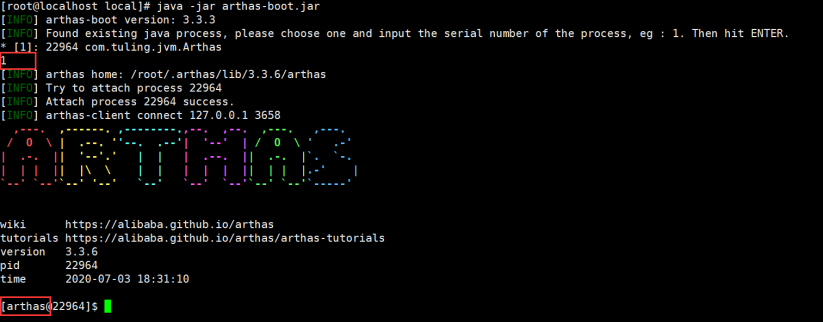 [root@localhost local]# java -jar arthas-boot.jar
[INFO] arthas-boot version: 3.3.3
[INFO] Found existing java process, please choose one and input the serial number of the process, eg : 1. Then hit ENTER.
* [1]: 22964 com.tuling.jvm.Arthas
1
[INFO] arthas home: /root/.arthas/lib/3.3.6/arthas
[INFO] Try to attach process 22964
[INFO] Attach process 22964 success.
[INFO] arthas-client connect 127.0.0.1 3658
ARTHAS
wiki https://alibaba.github.io/arthas
tutorials https://alibaba.github.io/arthas/arthas-tutorials
version 3.3.6
pid 22964
time 2020-07-03 18:31:10
[arthas@22964]$